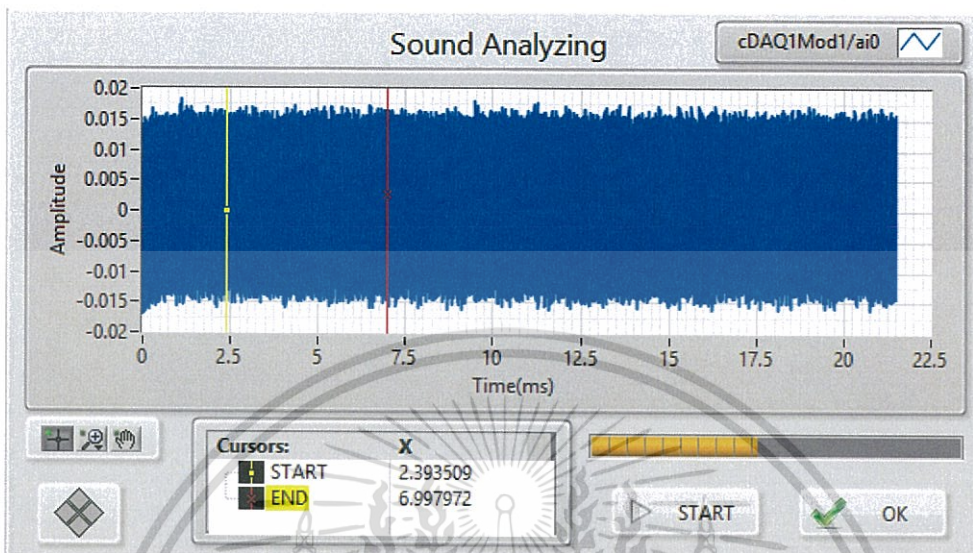 Sound Analyzing
cDAQ1Mod1/ai0
Amplitude
0.02
0.015
0.01
0.005
0
-0.005
-0.01
-0.015
-0.02
0 2.5 5 7.5 10 12.5 15 17.5 20 22.5
Time(ms)
Cursors: X
START 2.393509
END 6.997972
START
OK